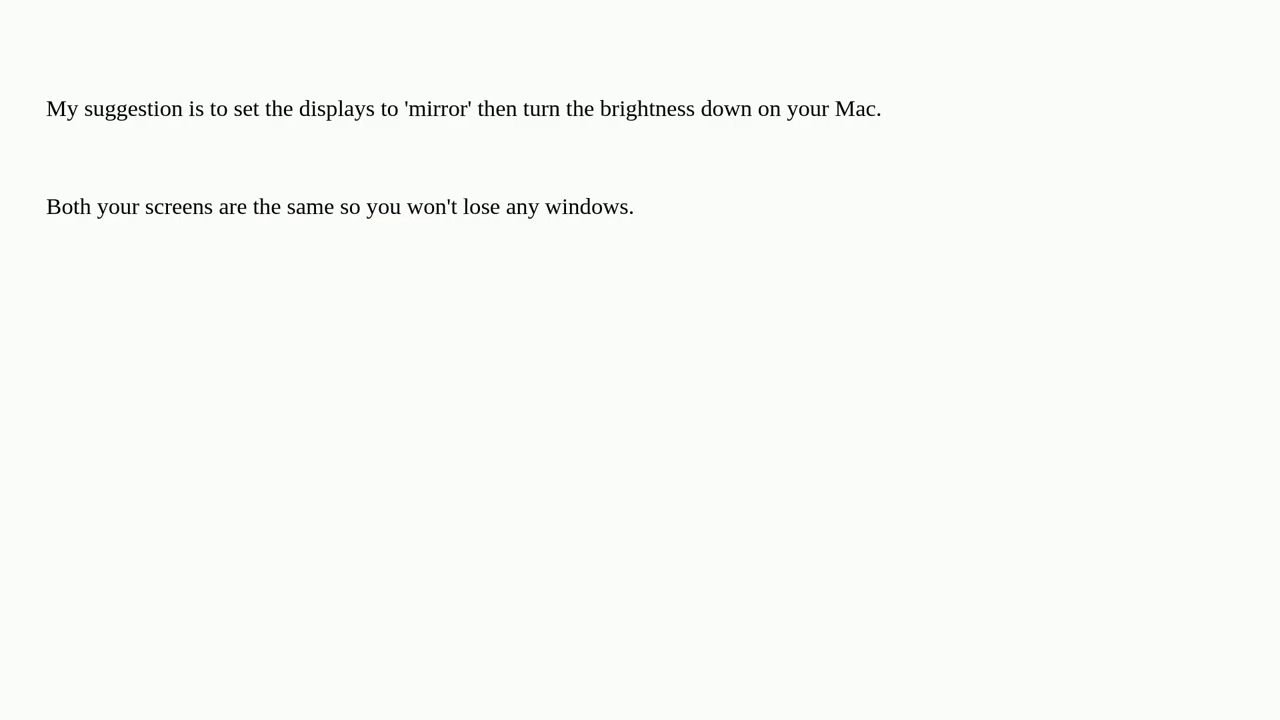 My suggestion is to set the displays to 'mirror' then turn the brightness down on your Mac.
Both your screens are the same so you won't lose any windows.